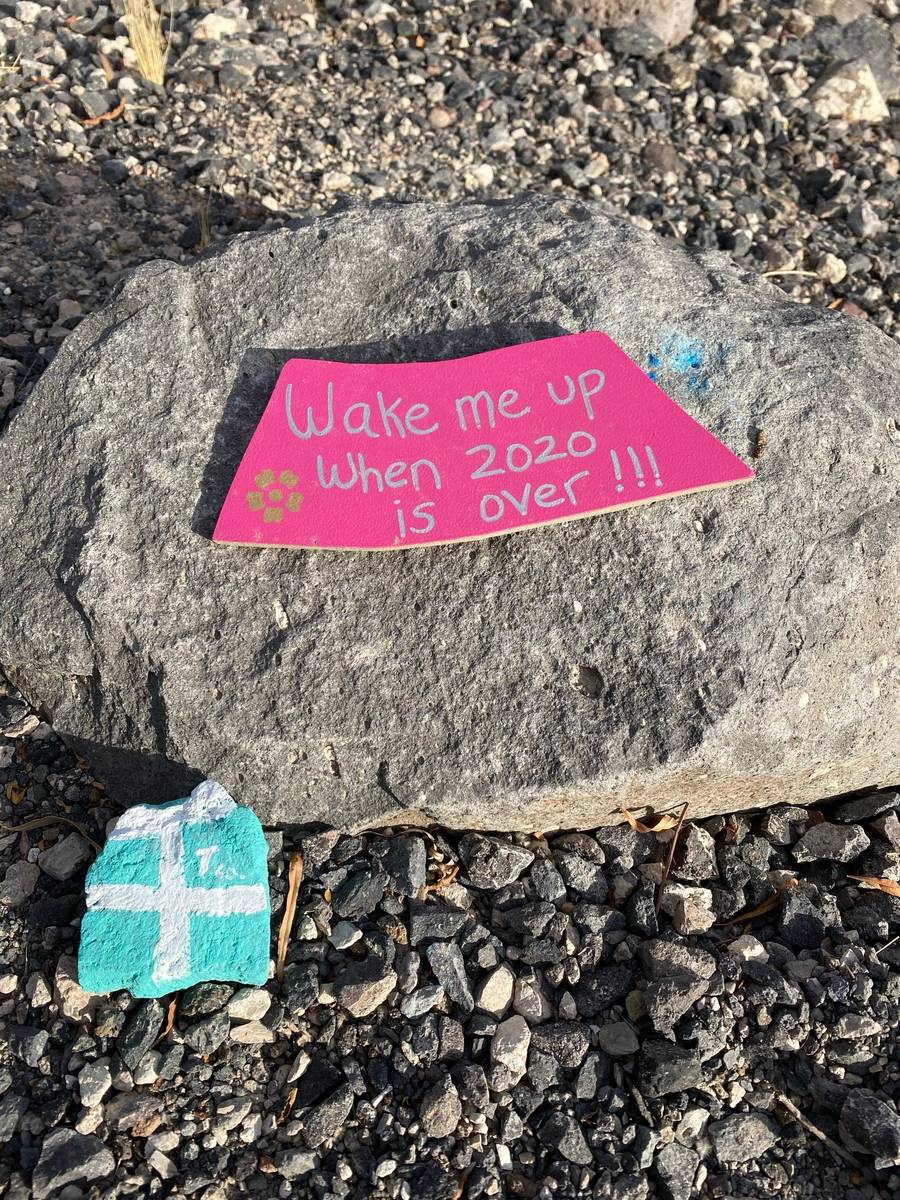 Wake me up
When 2020
is over !!!